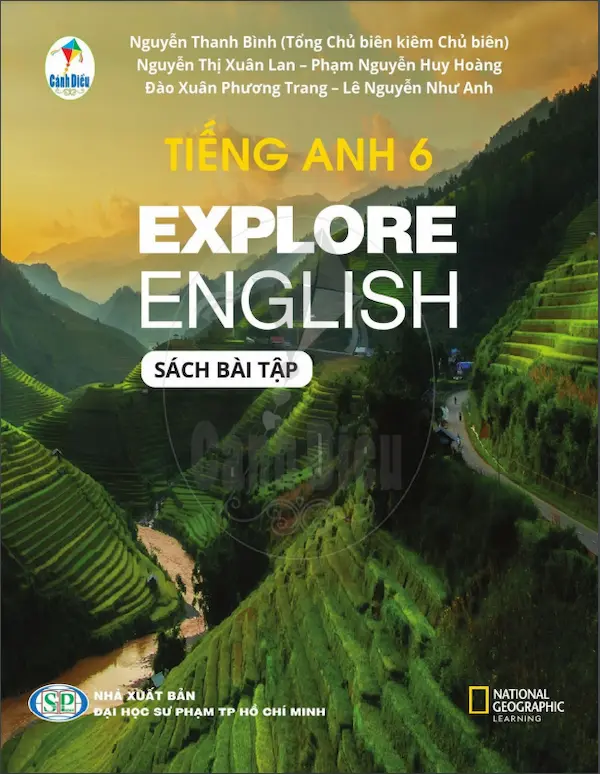 Cánh Diều
Nguyễn Thanh Bình (Tổng Chủ biên kiêm Chủ biên)
Nguyễn Thị Xuân Lan – Phạm Nguyễn Huy Hoàng
Đào Xuân Phương Trang – Lê Nguyễn Như Anh
TIẾNG ANH 6
EXPLORE
ENGLISH
SÁCH BÀI TẬP
Cánh Diều
SP
NHÀ XUẤT BẢN
ĐẠI HỌC SƯ PHẠM TP HỒ CHÍ MINH
NATIONAL
GEOGRAPHIC
LEARNING